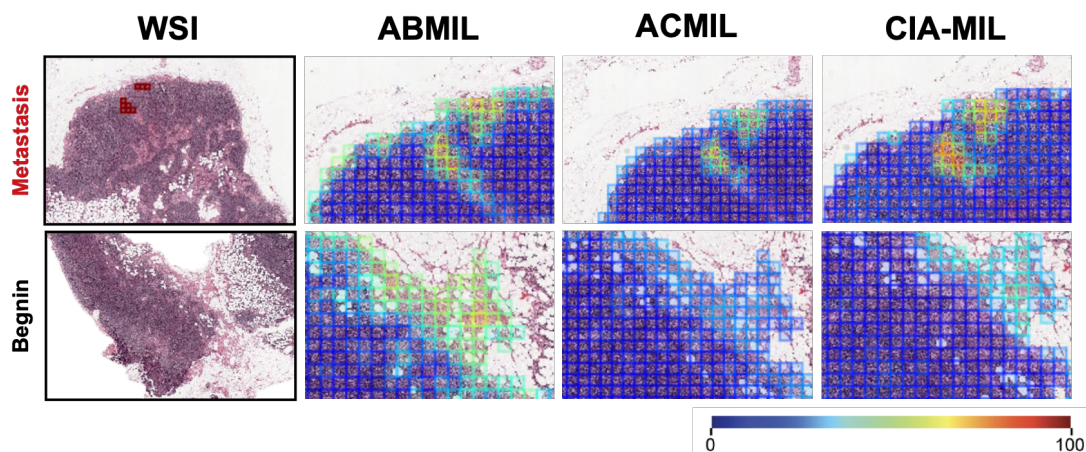 WSI ABMIL ACMIL CIA-MIL
Metastasis
Begnin
0 100